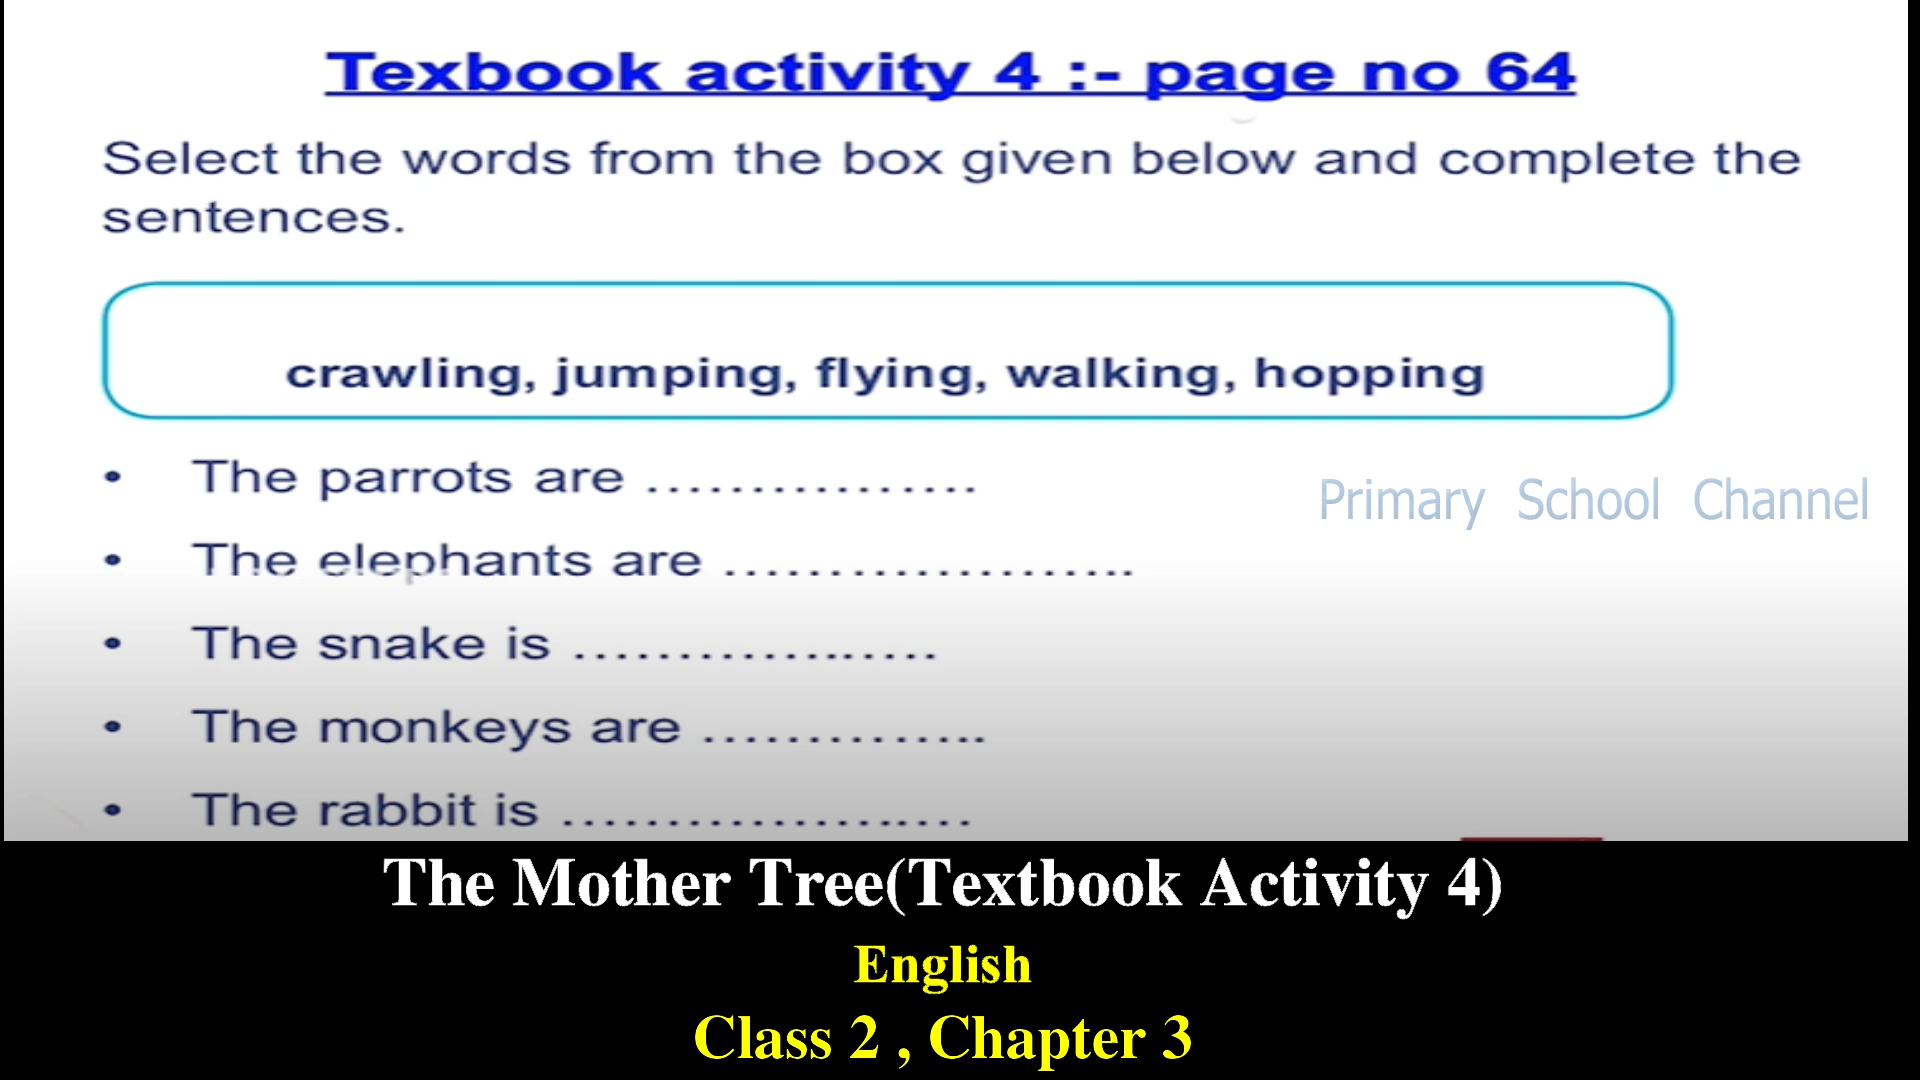 Texbook activity 4 :- page no 64
Select the words from the box given below and complete the
sentences.
crawling, jumping, flying, walking, hopping
• The parrots are ................
Primary School Channel
• The elephants are ....................
• The snake is ..................
• The monkeys are ..............
• The rabbit is ....................
The Mother Tree(Textbook Activity 4)
English
Class 2 , Chapter 3